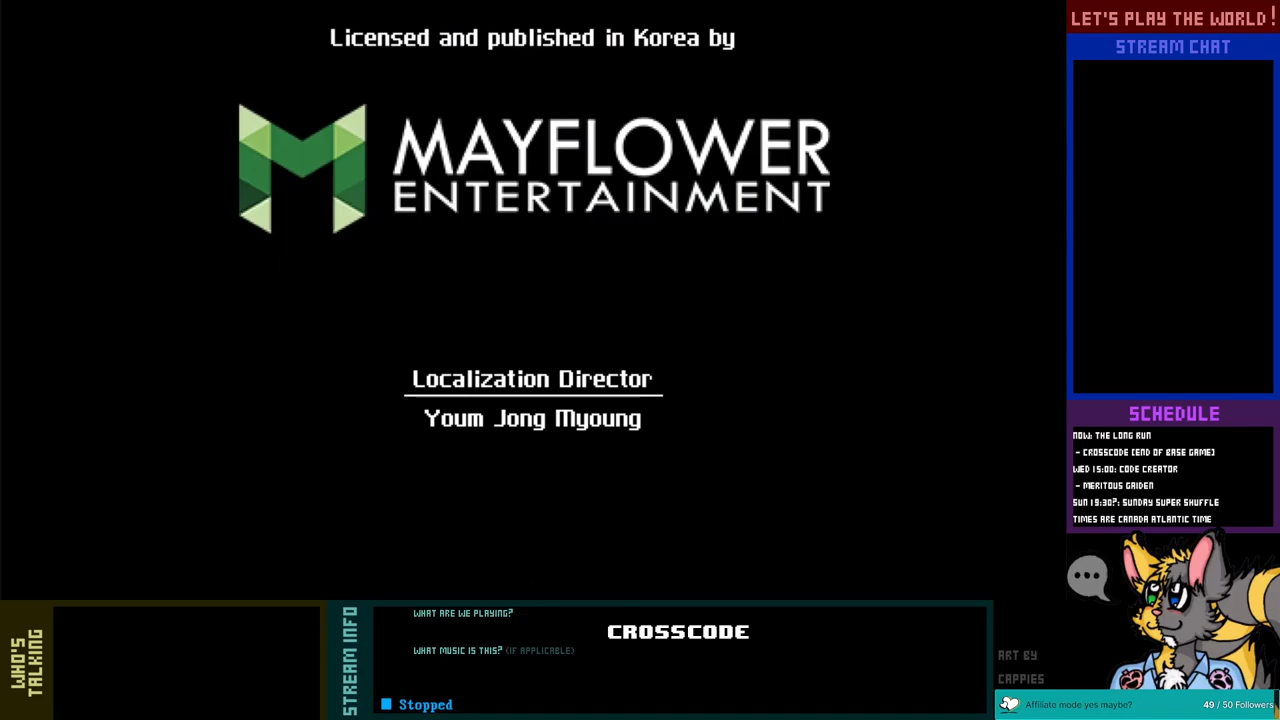 Licensed and published in Korea by
MAYFLOWER
ENTERTAINMENT
Localization Director
Youm Jong Myoung
LET'S PLAY THE WORLD!
STREAM CHAT
SCHEDULE
NOW: THE LONG RUN
- CROSSCODE [END OF BASE GAME]
WED 15:00: CODE CREATOR
- MERITOUS GAIDEN
SUN 19:30?: SUNDAY SUPER SHUFFLE
TIMES ARE CANADA ATLANTIC TIME
WHO'S
TALKING
STREAM INFO
WHAT ARE WE PLAYING?
CROSSCODE
WHAT MUSIC IS THIS? (IF APPLICABLE)
Stopped
ART BY
CAPPIES
Affiliate mode yes maybe?
49 / 50 Followers